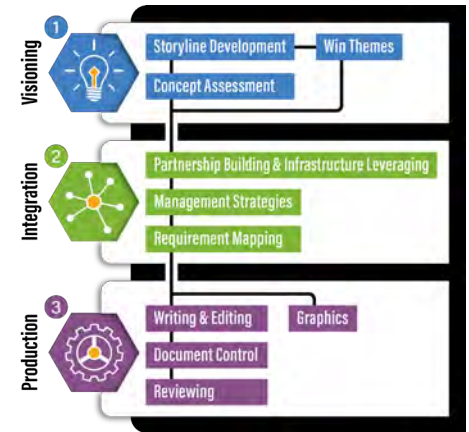 Visioning
1
Storyline Development
Win Themes
Concept Assessment
Integration
2
Partnership Building & Infrastructure Leveraging
Management Strategies
Requirement Mapping
Production
3
Writing & Editing
Graphics
Document Control
Reviewing